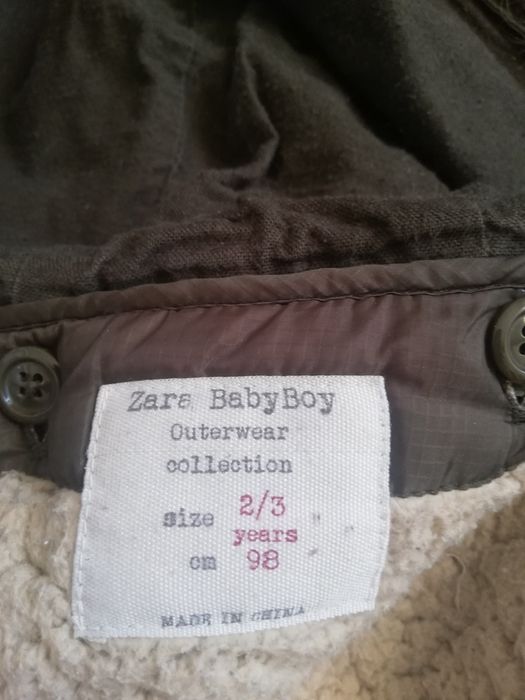 Zara BabyBoy
Outerwear
collection
size 2/3 " "
years "
cm 98
MADE IN CHINA